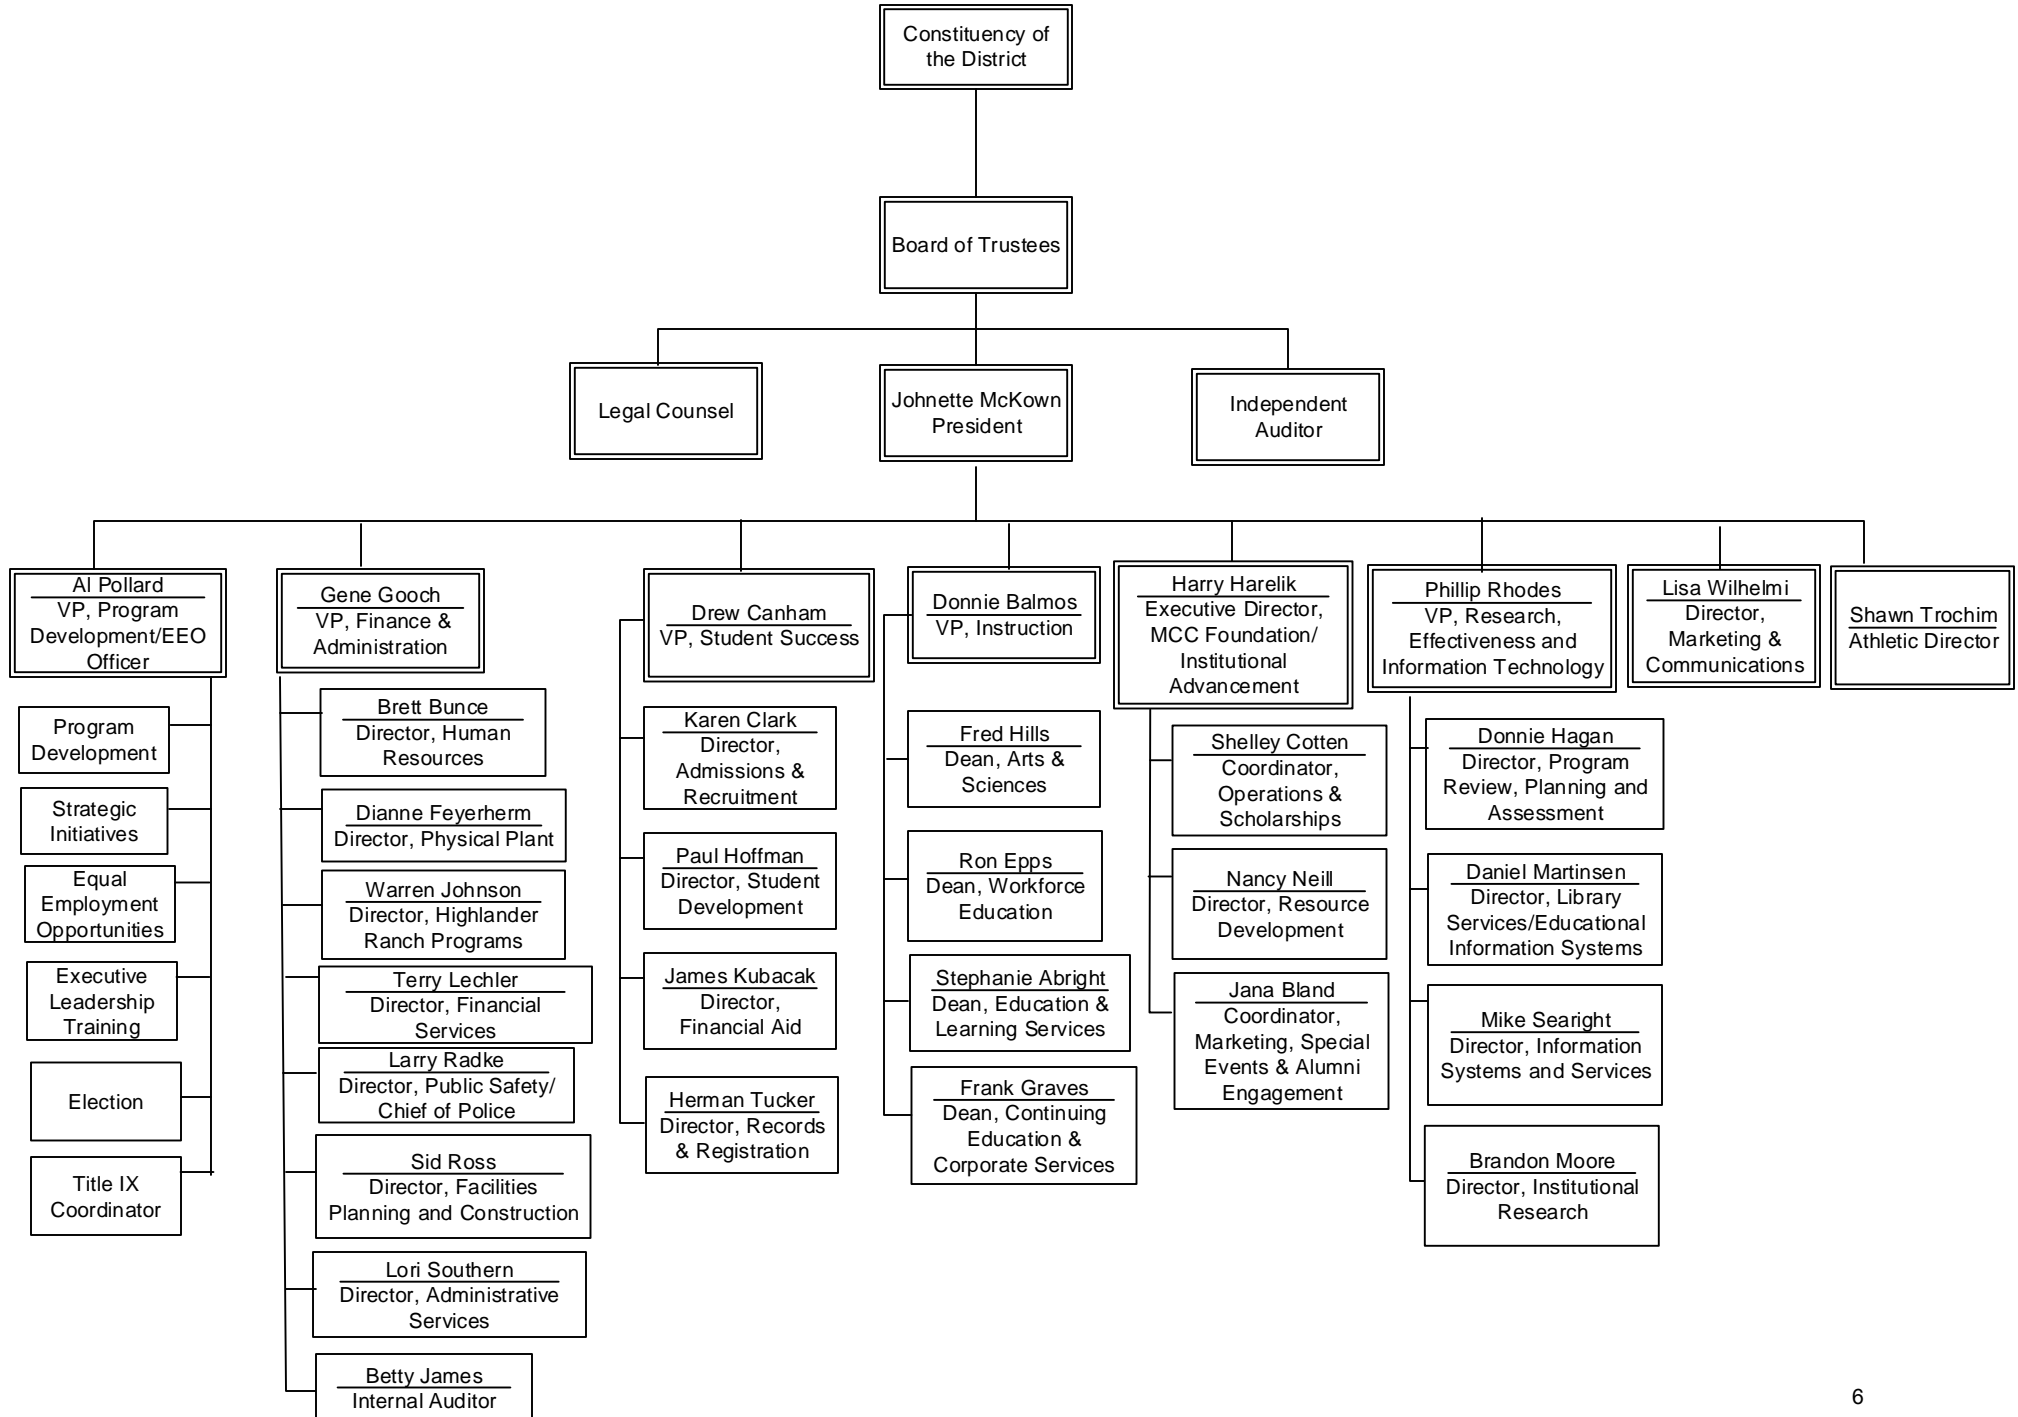 Constituency of
the District
Board of Trustees
Legal Counsel
Johnette McKown
President
Independent
Auditor
Al Pollard
VP, Program
Development/EEO
Officer
Program
Development
Strategic
Initiatives
Equal
Employment
Opportunities
Executive
Leadership
Training
Election
Title IX
Coordinator
Gene Gooch
VP, Finance &
Administration
Brett Bunce
Director, Human
Resources
Dianne Feyerherm
Director, Physical Plant
Warren Johnson
Director, Highlander
Ranch Programs
Terry Lechler
Director, Financial
Services
Larry Radke
Director, Public Safety/
Chief of Police
Sid Ross
Director, Facilities
Planning and Construction
Lori Southern
Director, Administrative
Services
Betty James
Internal Auditor
Drew Canham
VP, Student Success
Karen Clark
Director,
Admissions &
Recruitment
Paul Hoffman
Director, Student
Development
James Kubacak
Director,
Financial Aid
Herman Tucker
Director, Records
& Registration
Donnie Balmos
VP, Instruction
Fred Hills
Dean, Arts &
Sciences
Ron Epps
Dean, Workforce
Education
Stephanie Abright
Dean, Education &
Learning Services
Frank Graves
Dean, Continuing
Education &
Corporate Services
Harry Harelik
Executive Director,
MCC Foundation/
Institutional
Advancement
Shelley Cotten
Coordinator,
Operations &
Scholarships
Nancy Neill
Director, Resource
Development
Jana Bland
Coordinator,
Marketing, Special
Events & Alumni
Engagement
Phillip Rhodes
VP, Research,
Effectiveness and
Information Technology
Donnie Hagan
Director, Program
Review, Planning and
Assessment
Daniel Martinsen
Director, Library
Services/Educational
Information Systems
Mike Searight
Director, Information
Systems and Services
Brandon Moore
Director, Institutional
Research
Lisa Wilhelmi
Director,
Marketing &
Communications
Shawn Trochim
Athletic Director
6